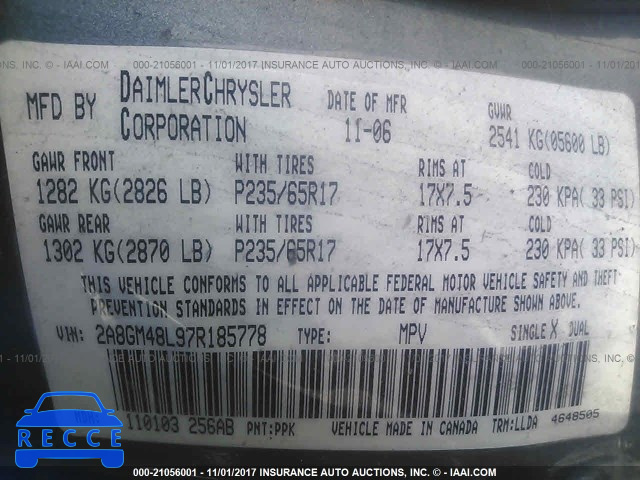 000-21056001 - 11/01/2017 INSURANCE AUTO AUCTIONS, INC. - © IAAI.COM
MFD BY DAIMLERCHRYSLER CORPORATION DATE OF MFR 11-06 GVWR 2541 KG(05600 LB)
GAWR FRONT WITH TIRES RIMS AT COLD
1282 KG(2826 LB) P235/65R17 17X7.5 230 KPA( 33 PSI)
GAWR REAR WITH TIRES RIMS AT COLD
1302 KG(2870 LB) P235/65R17 17X7.5 230 KPA( 33 PSI)
THIS VEHICLE CONFORMS TO ALL APPLICABLE FEDERAL MOTOR VEHICLE SAFETY AND THEFT
PREVENTION STANDARDS IN EFFECT ON THE DATE OF MANUFACTURE SHOWN ABOVE.
VIN: 2A8GM48L97R185778 TYPE: MPV SINGLE X DUAL
110103 256AB PNT:PPK VEHICLE MADE IN CANADA TRM:LLDA 4648505
000-21056001 - 11/01/2017 INSURANCE AUTO AUCTIONS, INC. - © IAAI.COM